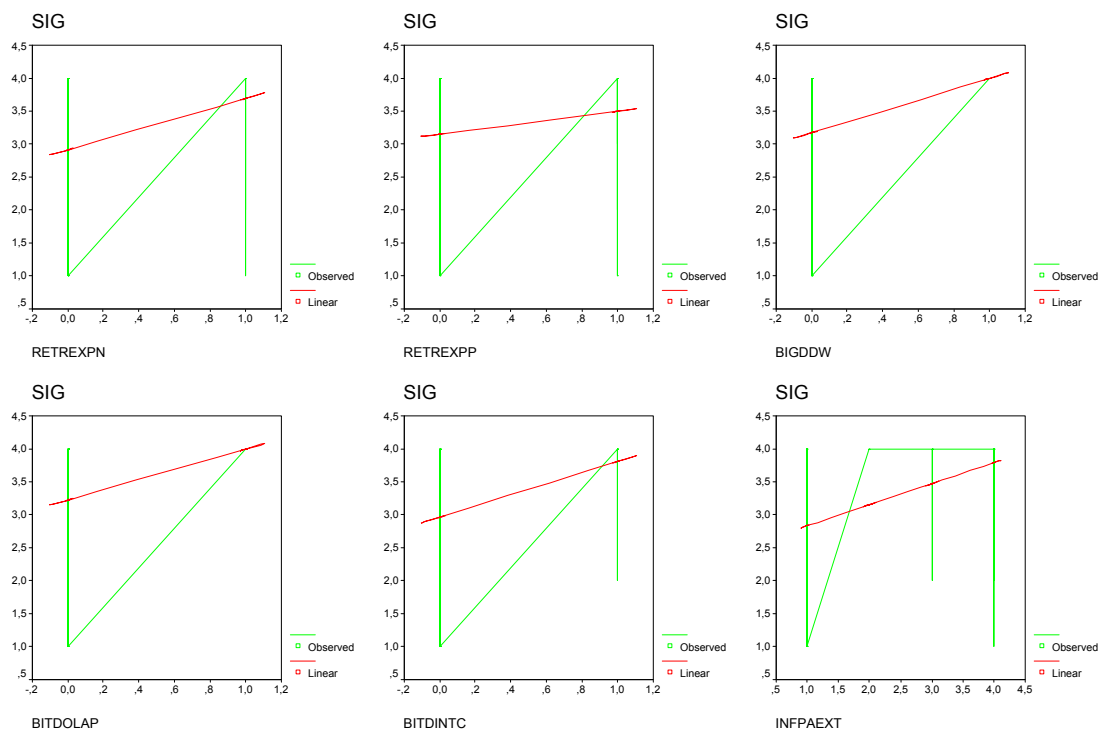 SIG
4,5
4,0
3,5
3,0
2,5
2,0
1,5
1,0
,5
-,2 0,0 ,2 ,4 ,6 ,8 1,0 1,2
Observed
Linear
RETREXPN
SIG
4,5
4,0
3,5
3,0
2,5
2,0
1,5
1,0
,5
-,2 0,0 ,2 ,4 ,6 ,8 1,0 1,2
Observed
Linear
RETREXPP
SIG
4,5
4,0
3,5
3,0
2,5
2,0
1,5
1,0
,5
-,2 0,0 ,2 ,4 ,6 ,8 1,0 1,2
Observed
Linear
BIGDDW
SIG
4,5
4,0
3,5
3,0
2,5
2,0
1,5
1,0
,5
-,2 0,0 ,2 ,4 ,6 ,8 1,0 1,2
Observed
Linear
BITDOLAP
SIG
4,5
4,0
3,5
3,0
2,5
2,0
1,5
1,0
,5
-,2 0,0 ,2 ,4 ,6 ,8 1,0 1,2
Observed
Linear
BITDINTC
SIG
4,5
4,0
3,5
3,0
2,5
2,0
1,5
1,0
,5
,5 1,0 1,5 2,0 2,5 3,0 3,5 4,0 4,5
Observed
Linear
INFPAEXT